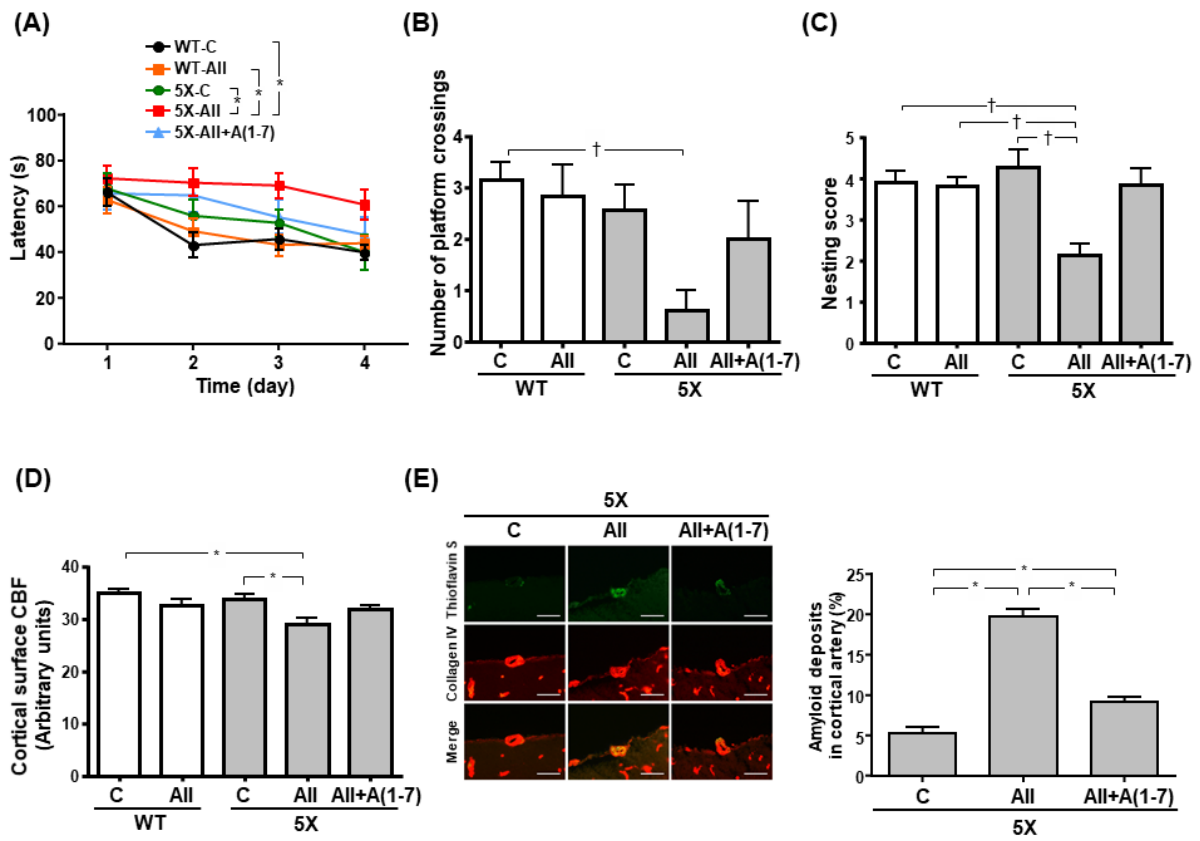 (A)
WT-C
WT-AII
5X-C
5X-AII
5X-AII+A(1-7)
*
*
*
Latency (s)
100
80
60
40
20
0
1 2 3 4
Time (day)
(B)
Number of platform crossings
4
3
2
1
0
†
C AII C AII AII+A(1-7)
WT 5X
(C)
Nesting score
5
4
3
2
1
0
†
†
†
C AII C AII AII+A(1-7)
WT 5X
(D)
Cortical surface CBF
(Arbitrary units)
40
30
20
10
0
*
*
C AII C AII AII+A(1-7)
WT 5X
(E)
5X
C AII AII+A(1-7)
Thioflavin S
Collagen IV
Merge
Amyloid deposits
in cortical artery (%)
25
20
15
10
5
0
*
* *
C AII AII+A(1-7)
5X